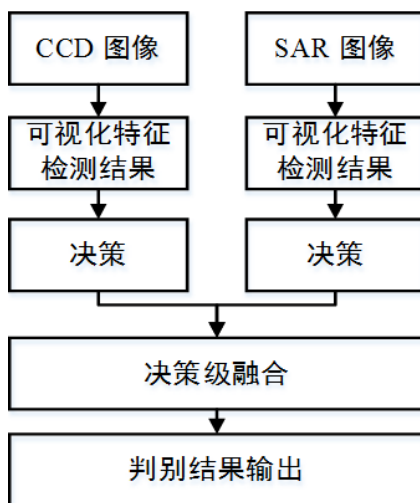 CCD 图像
SAR 图像
可视化特征
检测结果
可视化特征
检测结果
决策
决策
决策级融合
判别结果输出